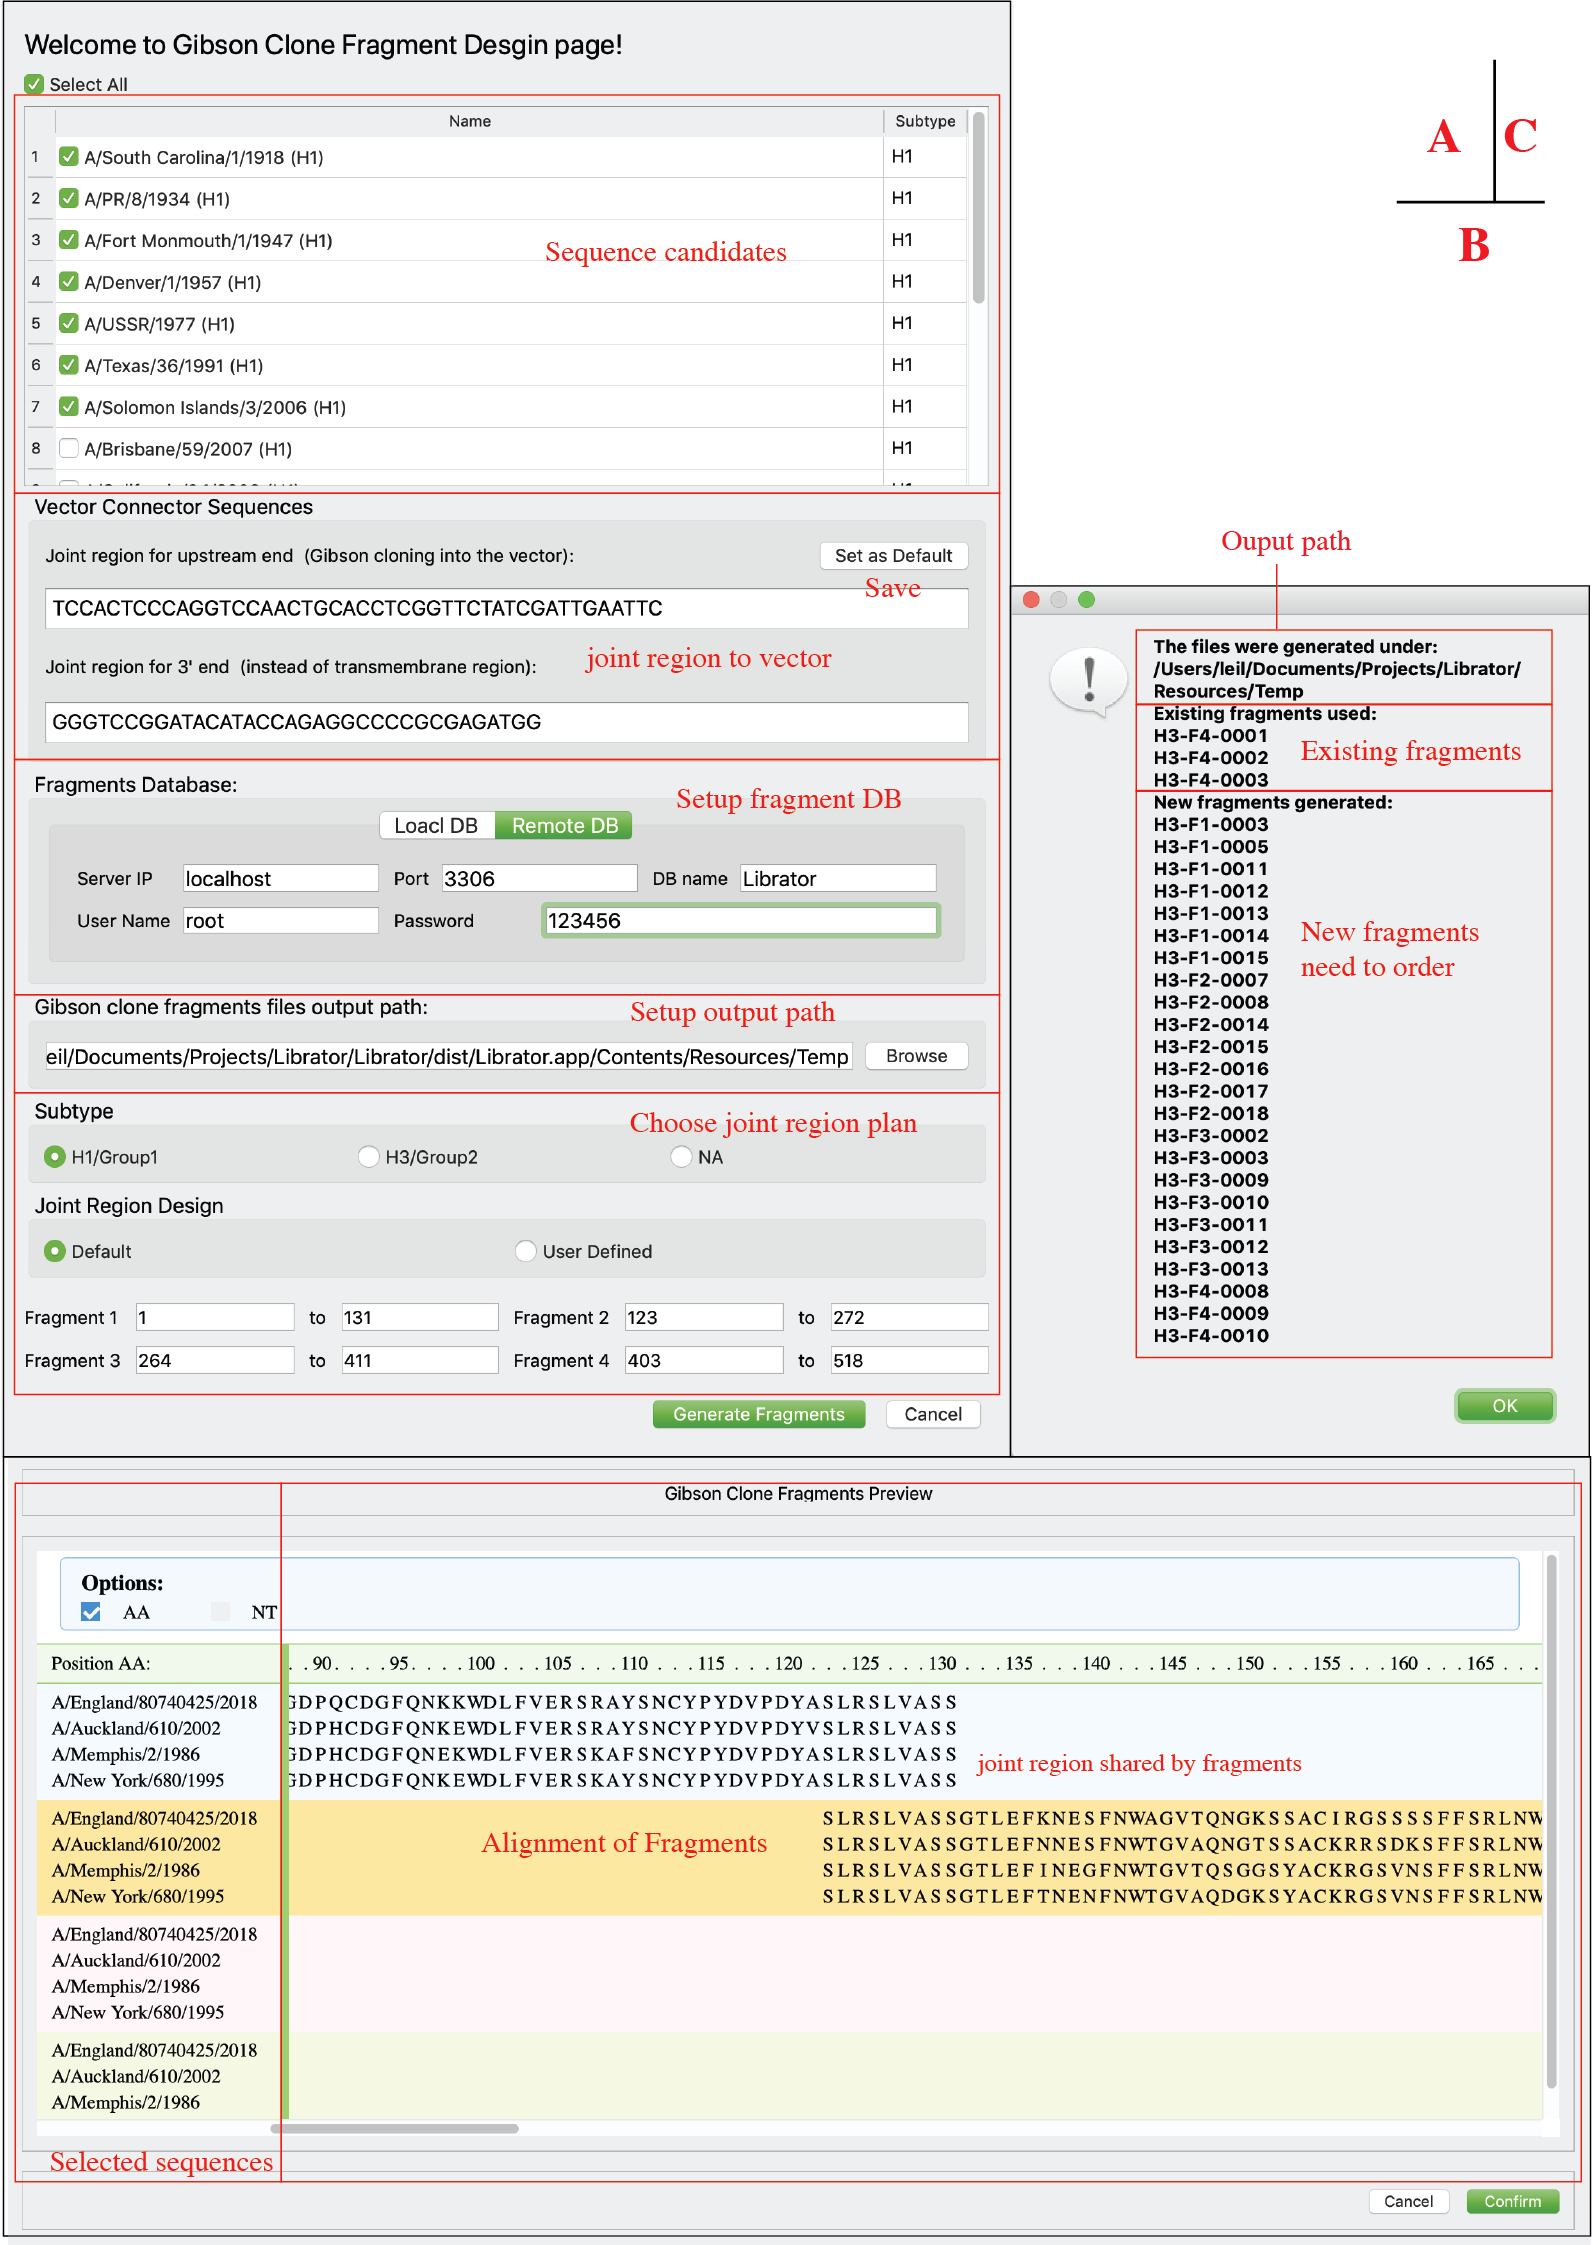 Welcome to Gibson Clone Fragment Desgin page!
Select All
Name Subtype
1 A/South Carolina/1/1918 (H1) H1
2 A/PR/8/1934 (H1) H1
3 A/Fort Monmouth/1/1947 (H1) H1
Sequence candidates
4 A/Denver/1/1957 (H1) H1
5 A/USSR/1977 (H1) H1
6 A/Texas/36/1991 (H1) H1
7 A/Solomon Islands/3/2006 (H1) H1
8 A/Brisbane/59/2007 (H1) H1
Vector Connector Sequences
Joint region for upstream end (Gibson cloning into the vector):
Set as Default
Save
TCCACTCCCAGGTCCAACTGCACCTCGGTTCTATCGATTGAATTC
Joint region for 3' end (instead of transmembrane region):
joint region to vector
GGGTCCGGATACATACCAGAGGCCCCGCGAGATGG
Fragments Database:
Setup fragment DB
Loacl DB Remote DB
Server IP localhost Port 3306 DB name Librator
User Name root Password 123456
Gibson clone fragments files output path:
Setup output path
eil/Documents/Projects/Librator/Librator/dist/Librator.app/Contents/Resources/Temp
Browse
Subtype
Choose joint region plan
H1/Group1 H3/Group2 NA
Joint Region Design
Default User Defined
Fragment 1 1 to 131 Fragment 2 123 to 272
Fragment 3 264 to 411 Fragment 4 403 to 518
Generate Fragments Cancel
A C
B
Ouput path
The files were generated under:
/Users/leil/Documents/Projects/Librator/
Resources/Temp
Existing fragments used:
H3-F4-0001
H3-F4-0002
H3-F4-0003
Existing fragments
New fragments generated:
H3-F1-0003
H3-F1-0005
H3-F1-0011
H3-F1-0012
H3-F1-0013
H3-F1-0014
H3-F1-0015
H3-F2-0007
H3-F2-0008
H3-F2-0014
H3-F2-0015
H3-F2-0016
H3-F2-0017
H3-F2-0018
H3-F3-0002
H3-F3-0003
H3-F3-0009
H3-F3-0010
H3-F3-0011
H3-F3-0012
H3-F3-0013
H3-F4-0008
H3-F4-0009
H3-F4-0010
New fragments
need to order
OK
Gibson Clone Fragments Preview
Options:
AA NT
Position AA: . . 90 . . . . 95 . . . . 100 . . . 105 . . . 110 . . . 115 . . . 120 . . . 125 . . . 130 . . . 135 . . . 140 . . . 145 . . . 150 . . . 155 . . . 160 . . . 165 . . .
A/England/80740425/2018 GDPQCDGFQNKKWDLFVERSRAYSNCYPYDVPDYASLRSLVASS
A/Auckland/610/2002 GDPHCDGFQNKEWDLFVERSRAYSNCYPYDVPDYVSLRSLVASS
A/Memphis/2/1986 GDPHCDGFQNEKWDLFVERSKAFSNCYPYDVPDYASLRSLVASS
A/New York/680/1995 GDPHCDGFQNKEWDLFVERSKAYSNCYPYDVPDYASLRSLVASS
joint region shared by fragments
A/England/80740425/2018 SLRSLVASSGTLEFKNESFNWAGVTQNGKSSACIRGSSSSFFSRLNW
A/Auckland/610/2002 SLRSLVASSGTLEFNNESFNWTGVAQNGTSSACKRRSDKSFFSRLNW
A/Memphis/2/1986 SLRSLVASSGTLEFINEGFNWTGVTQSGGSYACKRGSVNSFFSRLNW
A/New York/680/1995 SLRSLVASSGTLEFTNENFNWTGVAQDGKSYACKRGSVNSFFSRLNW
Alignment of Fragments
A/England/80740425/2018
A/Auckland/610/2002
A/Memphis/2/1986
A/New York/680/1995
A/England/80740425/2018
A/Auckland/610/2002
A/Memphis/2/1986
Selected sequences
Cancel Confirm